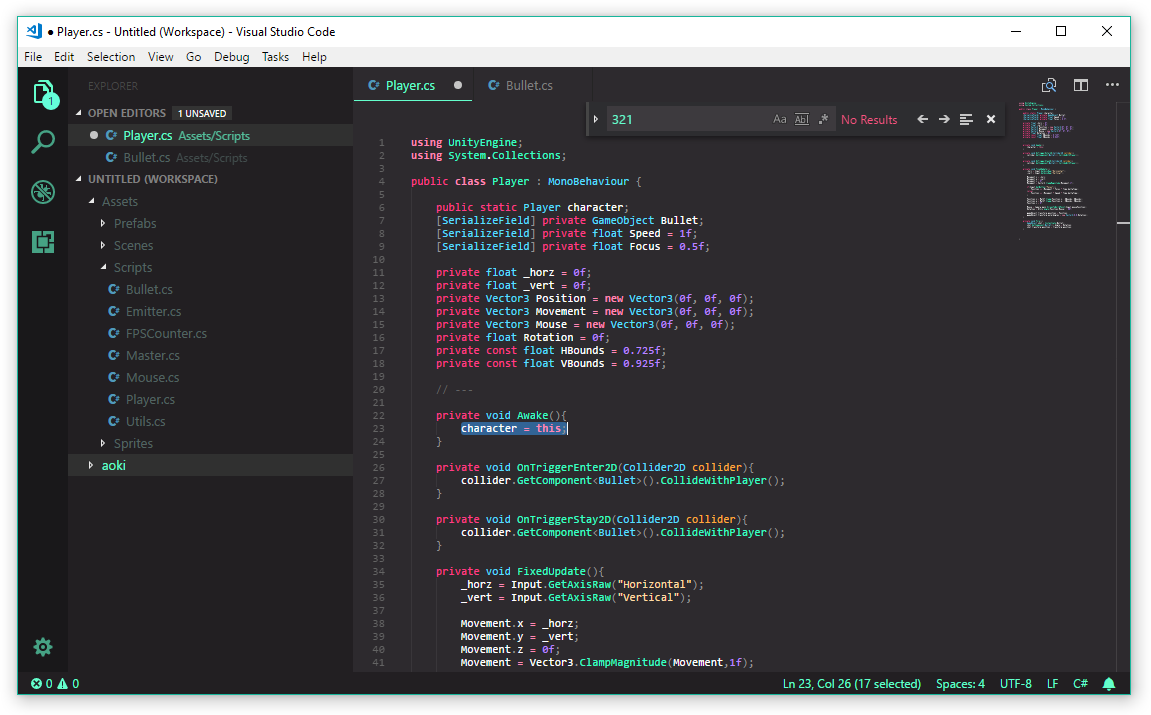 ● Player.cs - Untitled (Workspace) - Visual Studio Code
File Edit Selection View Go Debug Tasks Help
1
EXPLORER
OPEN EDITORS 1 UNSAVED
Player.cs Assets/Scripts
Bullet.cs Assets/Scripts
UNTITLED (WORKSPACE)
Assets
Prefabs
Scenes
Scripts
Bullet.cs
Emitter.cs
FPSCounter.cs
Master.cs
Mouse.cs
Player.cs
Utils.cs
Sprites
aoki
Player.cs ● Bullet.cs
321 Aa Abl .* No Results
1 using UnityEngine;
2 using System.Collections;
3
4 public class Player : MonoBehaviour {
5
6 public static Player character;
7 [SerializeField] private GameObject Bullet;
8 [SerializeField] private float Speed = 1f;
9 [SerializeField] private float Focus = 0.5f;
10
11 private float _horz = 0f;
12 private float _vert = 0f;
13 private Vector3 Position = new Vector3(0f, 0f, 0f);
14 private Vector3 Movement = new Vector3(0f, 0f, 0f);
15 private Vector3 Mouse = new Vector3(0f, 0f, 0f);
16 private float Rotation = 0f;
17 private const float HBounds = 0.725f;
18 private const float VBounds = 0.925f;
19
20 // ---
21
22 private void Awake(){
23 character = this;
24 }
25
26 private void OnTriggerEnter2D(Collider2D collider){
27 collider.GetComponent<Bullet>().CollideWithPlayer();
28 }
29
30 private void OnTriggerStay2D(Collider2D collider){
31 collider.GetComponent<Bullet>().CollideWithPlayer();
32 }
33
34 private void FixedUpdate(){
35 _horz = Input.GetAxisRaw("Horizontal");
36 _vert = Input.GetAxisRaw("Vertical");
37
38 Movement.x = _horz;
39 Movement.y = _vert;
40 Movement.z = 0f;
41 Movement = Vector3.ClampMagnitude(Movement,1f);
0 0 Ln 23, Col 26 (17 selected) Spaces: 4 UTF-8 LF C#